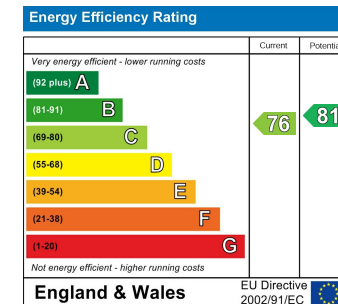 Energy Efficiency Rating
Current Potentia
Very energy efficient - lower running costs
(92 plus) A
(81-91) B
(69-80) C
(55-68) D
(39-54) E
(21-38) F
(1-20) G
76 81
Not energy efficient - higher running costs
England & Wales
EU Directive
2002/91/EC